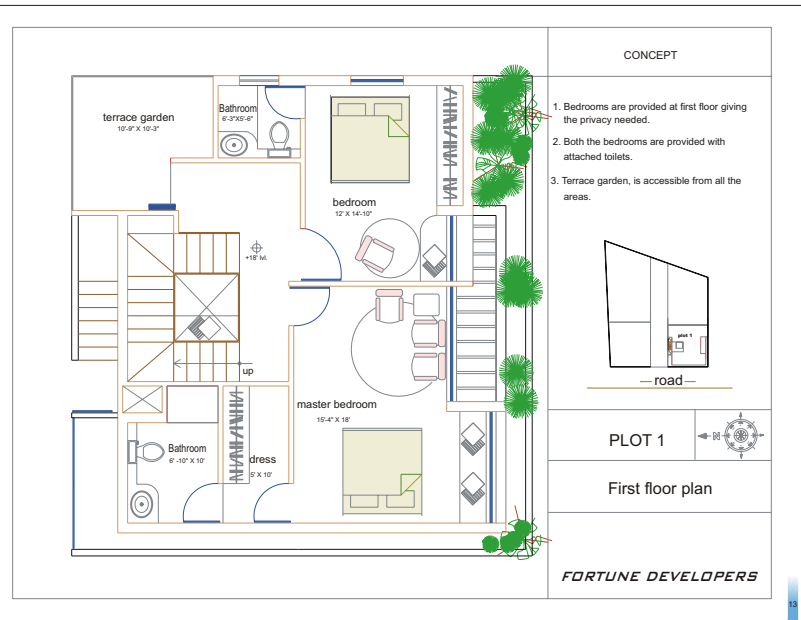 terrace garden
10'-9" X 10'-3"
Bathroom
6'-3"X5'-6"
bedroom
12' X 14'-10"
+18' lvl.
up
master bedroom
15'-4" X 18'
Bathroom
6' -10" X 10'
dress
5' X 10'
CONCEPT
1. Bedrooms are provided at first floor giving
the privacy needed.
2. Both the bedrooms are provided with
attached toilets.
3. Terrace garden, is accessible from all the
areas.
plot 1
road
PLOT 1
N
First floor plan
FORTUNE DEVELOPERS
13